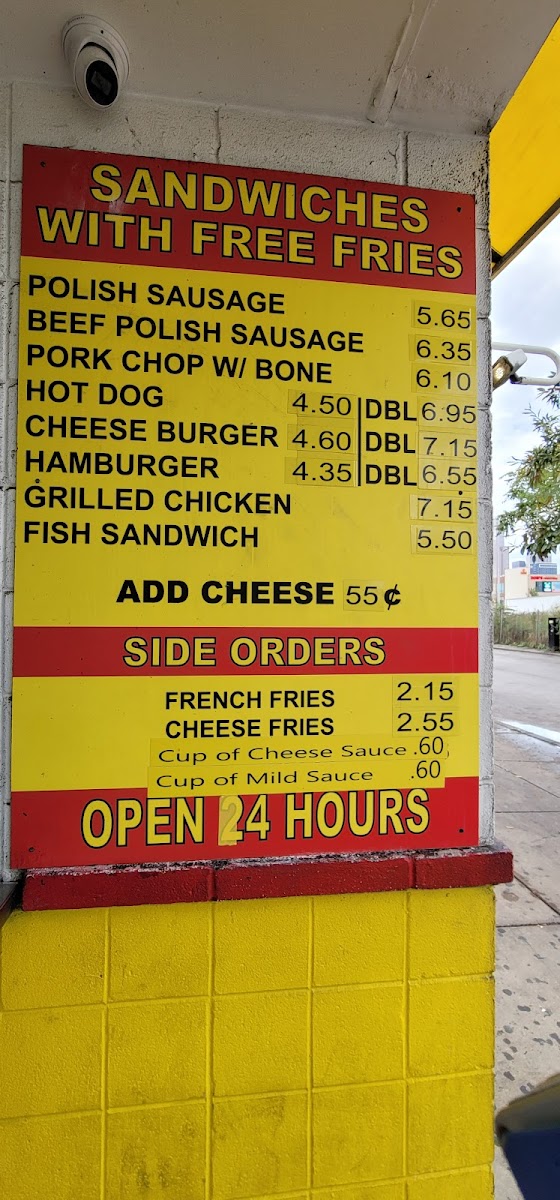 SANDWICHES
WITH FREE FRIES
POLISH SAUSAGE 5.65
BEEF POLISH SAUSAGE 6.35
PORK CHOP W/ BONE 6.10
HOT DOG 4.50 DBL 6.95
CHEESE BURGER 4.60 DBL 7.15
HAMBURGER 4.35 DBL 6.55
GRILLED CHICKEN 7.15
FISH SANDWICH 5.50
ADD CHEESE 55¢
SIDE ORDERS
FRENCH FRIES 2.15
CHEESE FRIES 2.55
Cup of Cheese Sauce .60
Cup of Mild Sauce .60
OPEN 24 HOURS